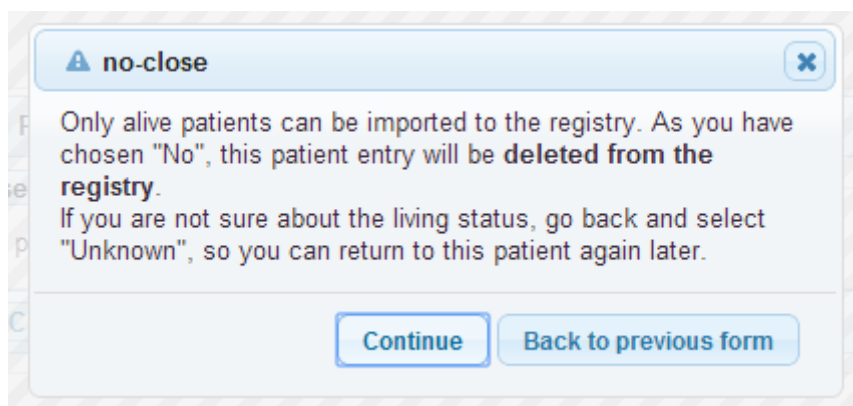 no-close
Only alive patients can be imported to the registry. As you have
chosen "No", this patient entry will be deleted from the
registry.
If you are not sure about the living status, go back and select
"Unknown", so you can return to this patient again later.
Continue
Back to previous form